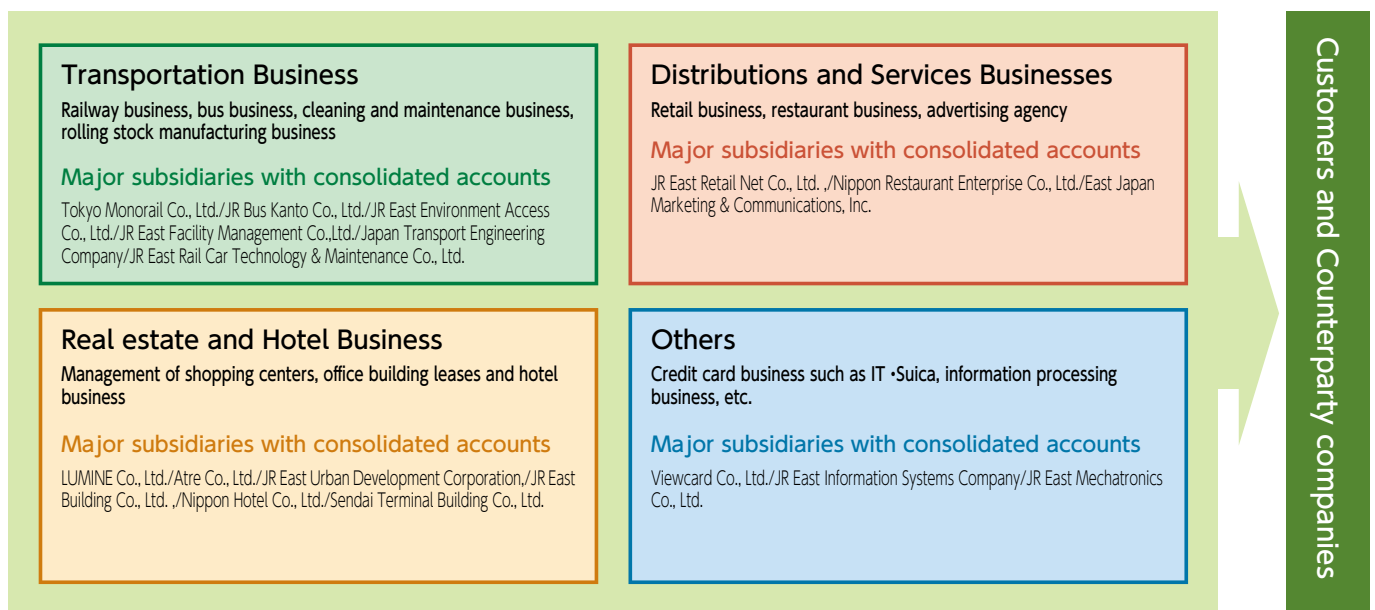 Transportation Business
Railway business, bus business, cleaning and maintenance business,
rolling stock manufacturing business
Major subsidiaries with consolidated accounts
Tokyo Monorail Co., Ltd./JR Bus Kanto Co., Ltd./JR East Environment Access
Co., Ltd./JR East Facility Management Co.,Ltd./Japan Transport Engineering
Company/JR East Rail Car Technology & Maintenance Co., Ltd.
Distributions and Services Businesses
Retail business, restaurant business, advertising agency
Major subsidiaries with consolidated accounts
JR East Retail Net Co., Ltd. ,/Nippon Restaurant Enterprise Co., Ltd./East Japan
Marketing & Communications, Inc.
Real estate and Hotel Business
Management of shopping centers, office building leases and hotel
business
Major subsidiaries with consolidated accounts
LUMINE Co., Ltd./Atre Co., Ltd./JR East Urban Development Corporation,/JR East
Building Co., Ltd. ,/Nippon Hotel Co., Ltd./Sendai Terminal Building Co., Ltd.
Others
Credit card business such as IT ･Suica, information processing
business, etc.
Major subsidiaries with consolidated accounts
Viewcard Co., Ltd./JR East Information Systems Company/JR East Mechatronics
Co., Ltd.
Customers and Counterparty companies